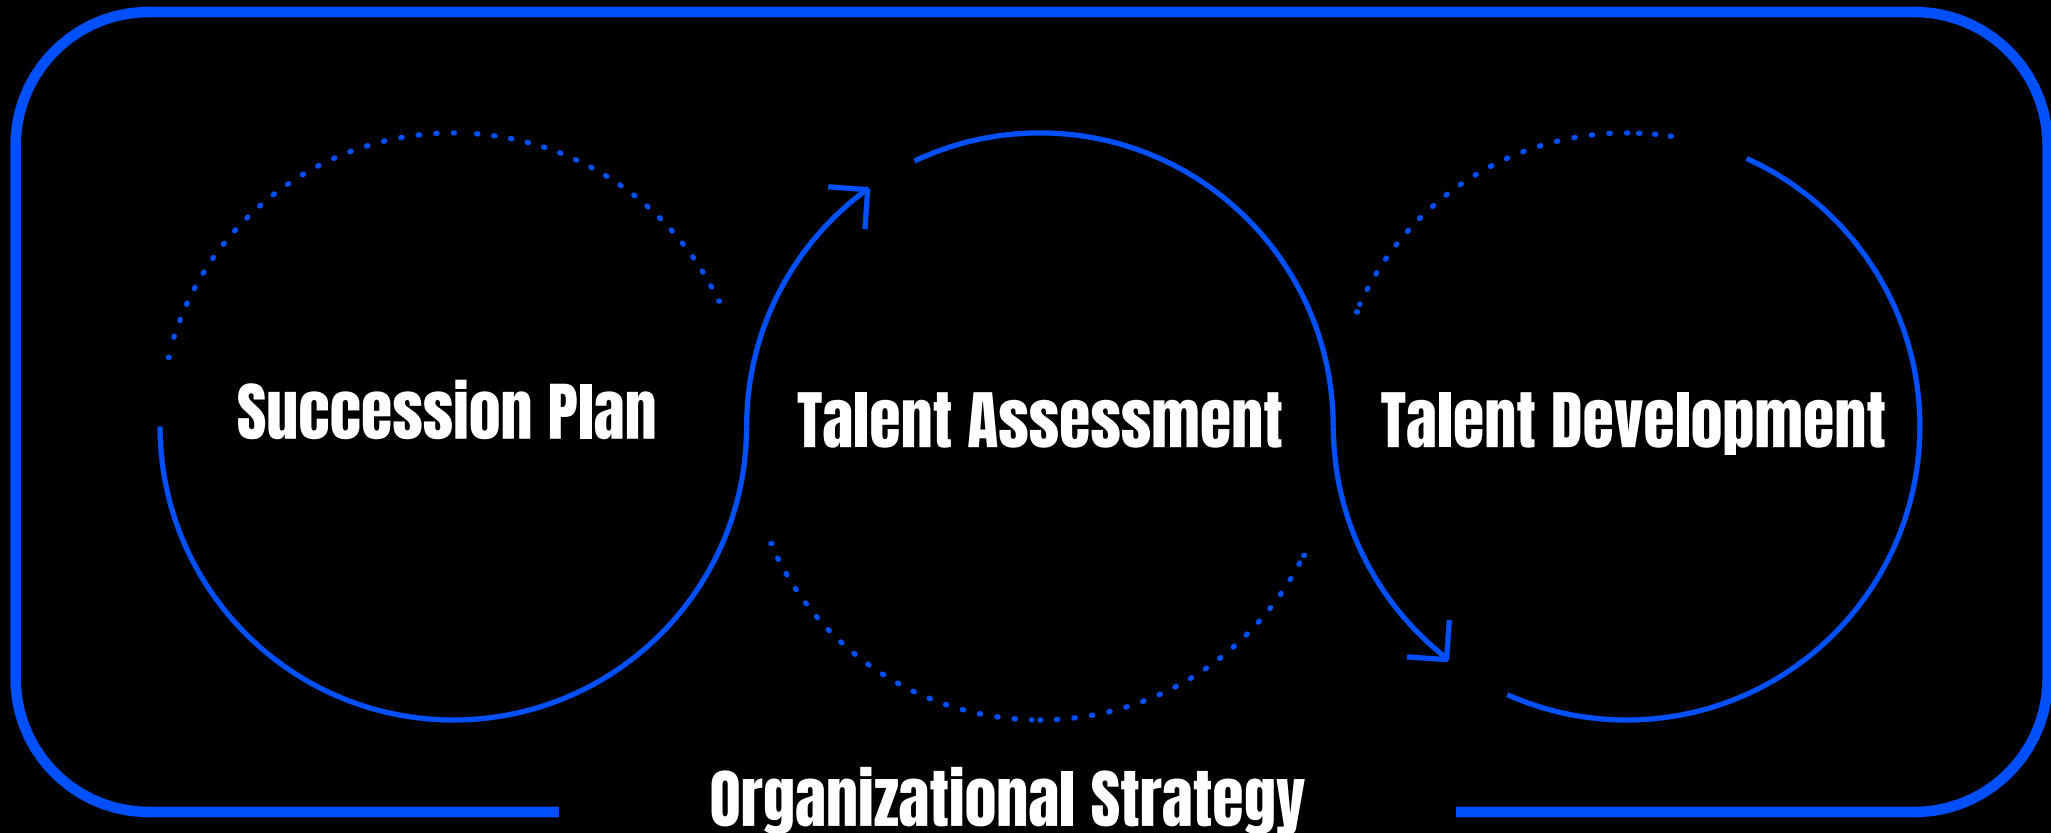 Succession Plan
Talent Assessment
Talent Development
Organizational Strategy